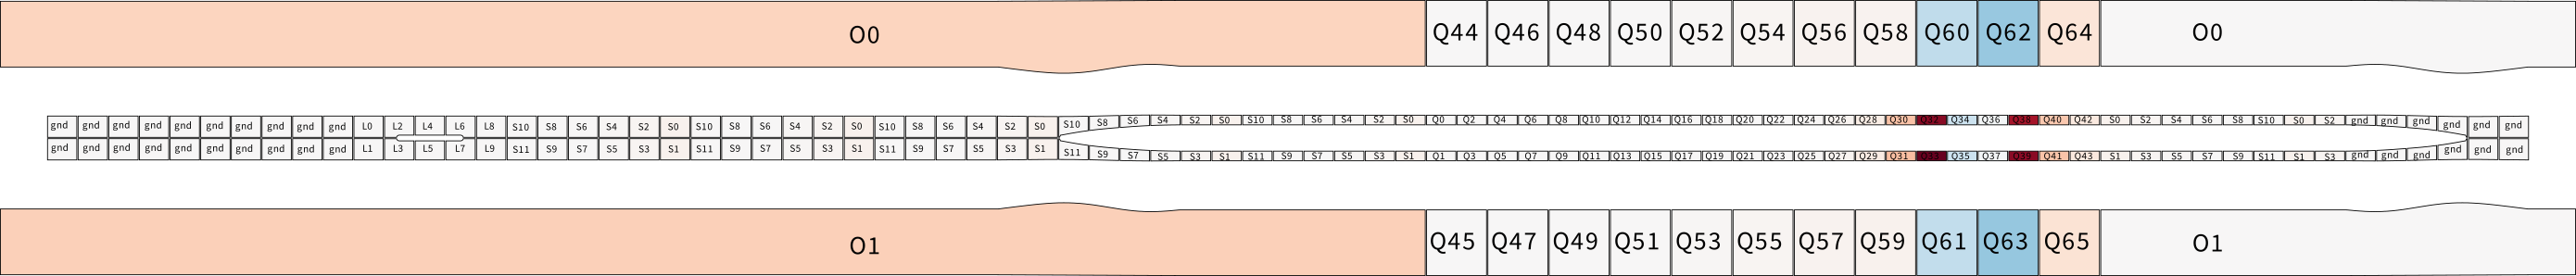 O0 Q44 Q46 Q48 Q50 Q52 Q54 Q56 Q58 Q60 Q62 Q64 O0
gnd gnd gnd gnd gnd gnd gnd gnd gnd gnd L0 L2 L4 L6 L8 S10 S8 S6 S4 S2 S0 S10 S8 S6 S4 S2 S0 S10 S8 S6 S4 S2 S0 S10 S8 S6 S4 S2 S0 S10 S8 S6 S4 S2 S0 Q0 Q2 Q4 Q6 Q8 Q10 Q12 Q14 Q16 Q18 Q20 Q22 Q24 Q26 Q28 Q30 Q32 Q34 Q36 Q38 Q40 Q42 S0 S2 S4 S6 S8 S10 S0 S2 gnd gnd gnd gnd gnd gnd
gnd gnd gnd gnd gnd gnd gnd gnd gnd gnd L1 L3 L5 L7 L9 S11 S9 S7 S5 S3 S1 S11 S9 S7 S5 S3 S1 S11 S9 S7 S5 S3 S1 S11 S9 S7 S5 S3 S1 S11 S9 S7 S5 S3 S1 Q1 Q3 Q5 Q7 Q9 Q11 Q13 Q15 Q17 Q19 Q21 Q23 Q25 Q27 Q29 Q31 Q33 Q35 Q37 Q39 Q41 Q43 S1 S3 S5 S7 S9 S11 S1 S3 gnd gnd gnd gnd gnd gnd
O1 Q45 Q47 Q49 Q51 Q53 Q55 Q57 Q59 Q61 Q63 Q65 O1